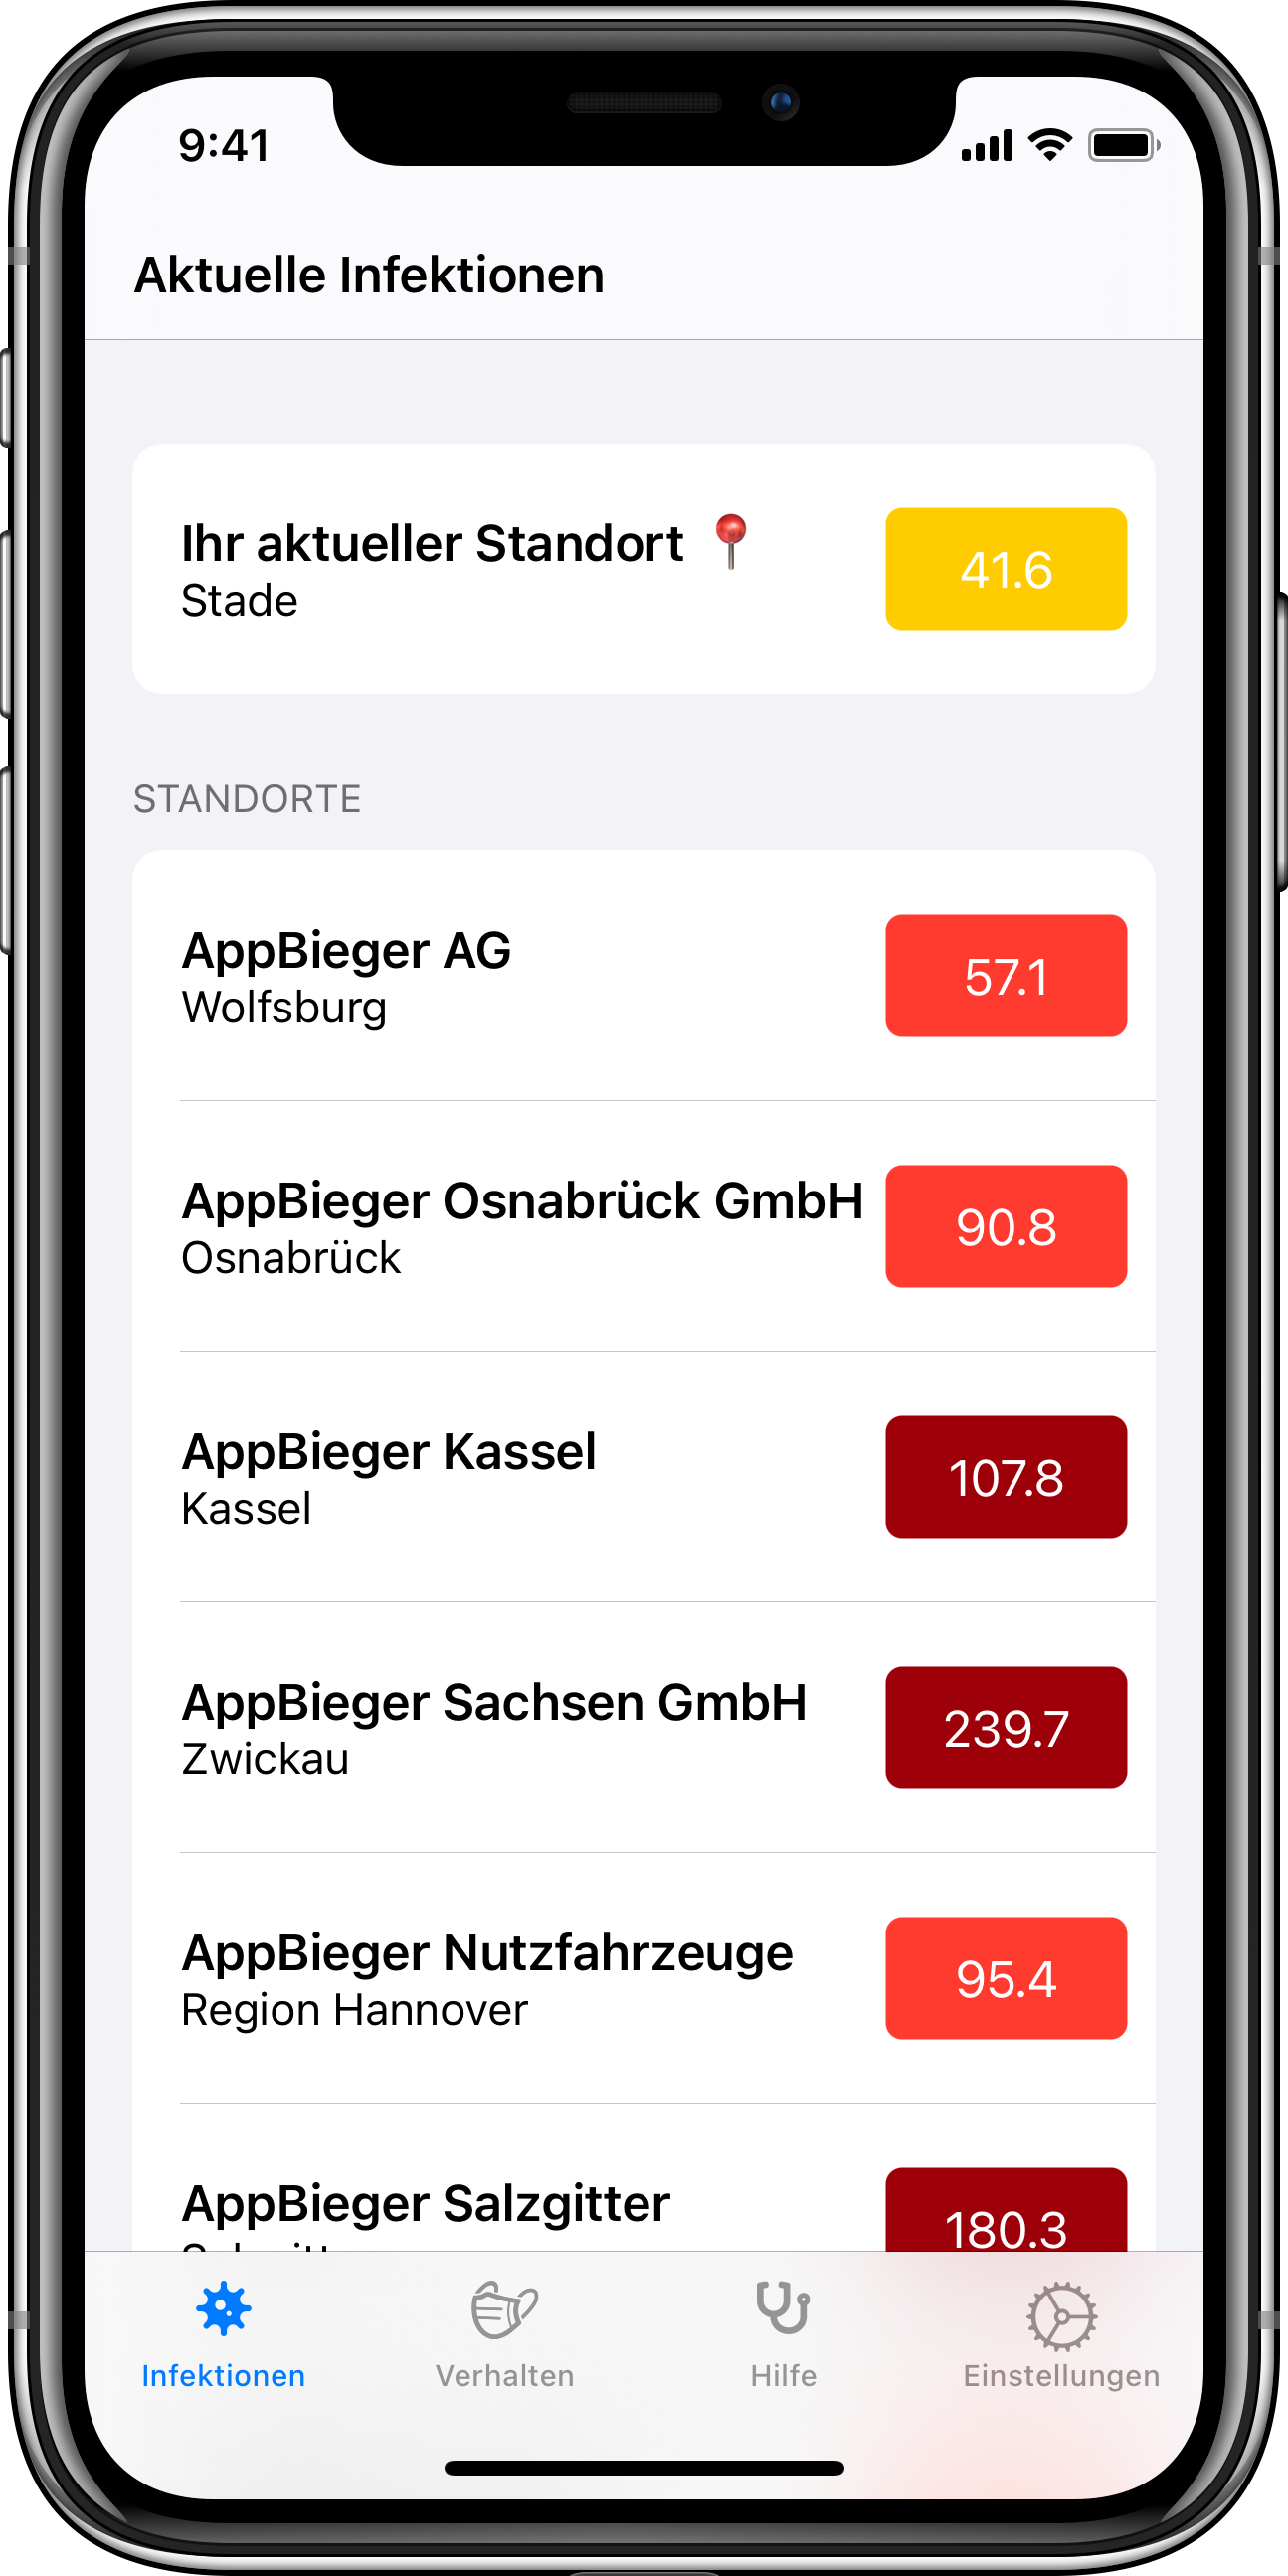 9:41
Aktuelle Infektionen
Ihr aktueller Standort
Stade
41.6
STANDORTE
AppBieger AG
Wolfsburg
57.1
AppBieger Osnabrück GmbH
Osnabrück
90.8
AppBieger Kassel
Kassel
107.8
AppBieger Sachsen GmbH
Zwickau
239.7
AppBieger Nutzfahrzeuge
Region Hannover
95.4
AppBieger Salzgitter
180.3
Infektionen
Verhalten
Hilfe
Einstellungen